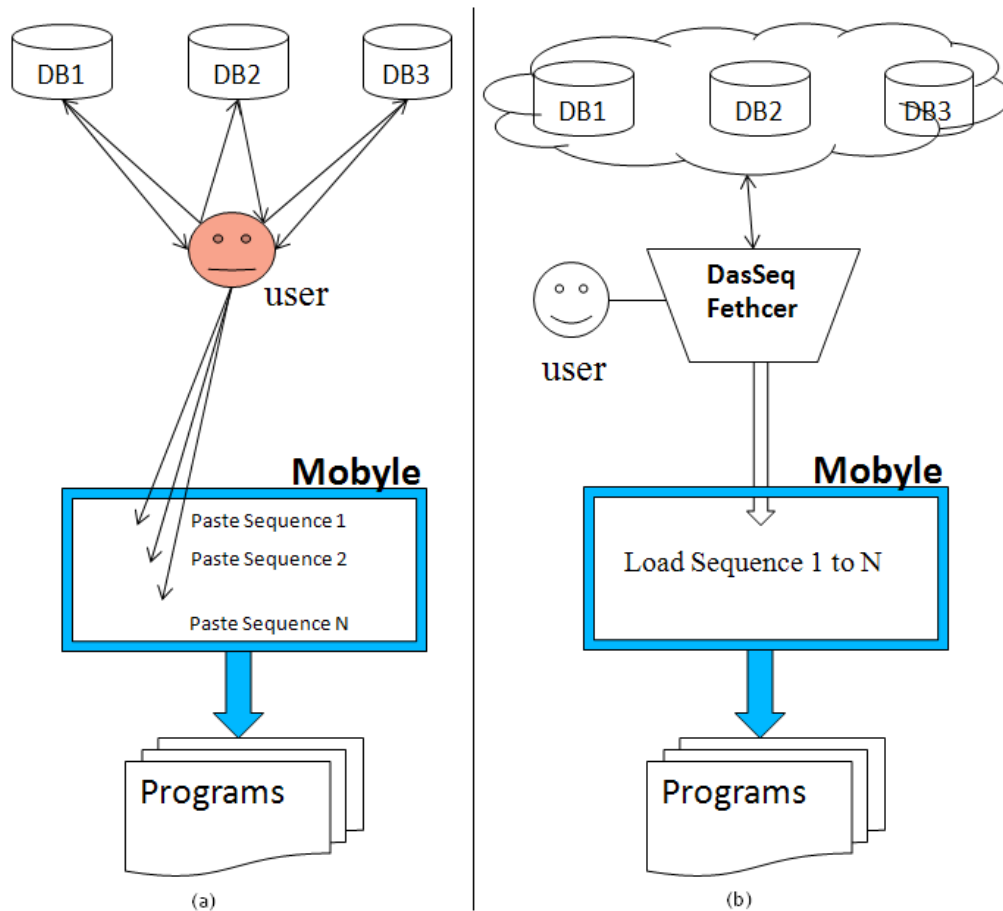 DB1
DB2
DB3
user
Mobyle
Paste Sequence 1
Paste Sequence 2
Paste Sequence N
Programs
(a)
DB1
DB2
DB3
DasSeq
Fethcer
user
Mobyle
Load Sequence 1 to N
Programs
(b)